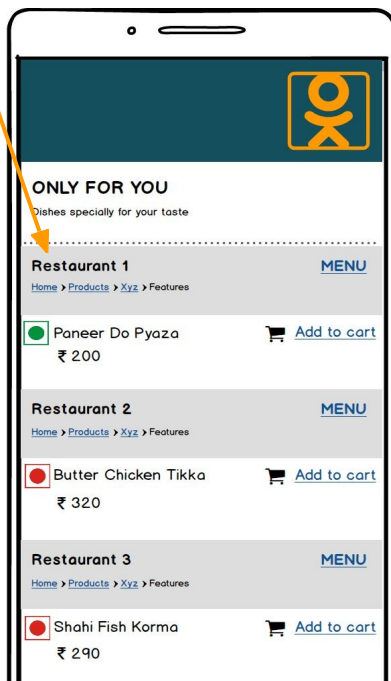 ONLY FOR YOU
Dishes specially for your taste
Restaurant 1 MENU
Home > Products > Xyz > Features
Paneer Do Pyaza Add to cart
₹ 200
Restaurant 2 MENU
Home > Products > Xyz > Features
Butter Chicken Tikka Add to cart
₹ 320
Restaurant 3 MENU
Home > Products > Xyz > Features
Shahi Fish Korma Add to cart
₹ 290